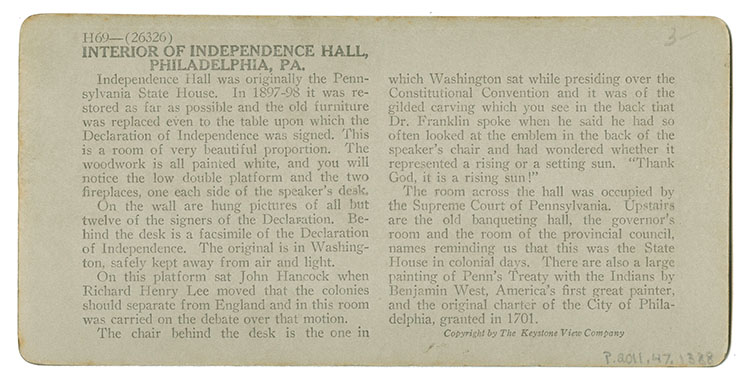 H69—(26326)
INTERIOR OF INDEPENDENCE HALL,
PHILADELPHIA, PA.
Independence Hall was originally the Penn-
sylvania State House. In 1897-98 it was re-
stored as far as possible and the old furniture
was replaced even to the table upon which the
Declaration of Independence was signed. This
is a room of very beautiful proportion. The
woodwork is all painted white, and you will
notice the low double platform and the two
fireplaces, one each side of the speaker's desk.
On the wall are hung pictures of all but
twelve of the signers of the Declaration. Be-
hind the desk is a facsimile of the Declaration
of Independence. The original is in Washing-
ton, safely kept away from air and light.
On this platform sat John Hancock when
Richard Henry Lee moved that the colonies
should separate from England and in this room
was carried on the debate over that motion.
The chair behind the desk is the one in
which Washington sat while presiding over the
Constitutional Convention and it was of the
gilded carving which you see in the back that
Dr. Franklin spoke when he said he had so
often looked at the emblem in the back of the
speaker's chair and had wondered whether it
represented a rising or a setting sun. "Thank
God, it is a rising sun!"
The room across the hall was occupied by
the Supreme Court of Pennsylvania. Upstairs
are the old banqueting hall, the governor's
room and the room of the provincial council,
names reminding us that this was the State
House in colonial days. There are also a large
painting of Penn's Treaty with the Indians by
Benjamin West, America's first great painter,
and the original charter of the City of Phila-
delphia, granted in 1701.
Copyright by The Keystone View Company
3-
P.2011.47.1388